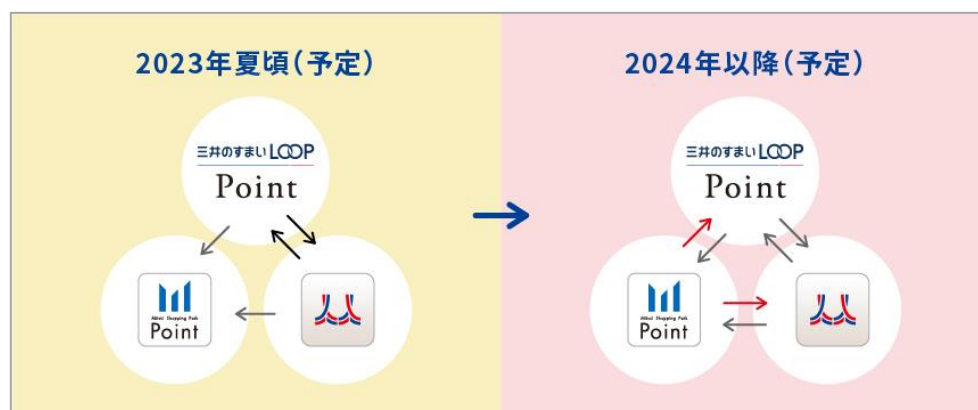 2023年夏頃（予定）
三井のすまいLOOP
Point
Mitsui Shopping Park
Point
2024年以降（予定）
三井のすまいLOOP
Point
Mitsui Shopping Park
Point